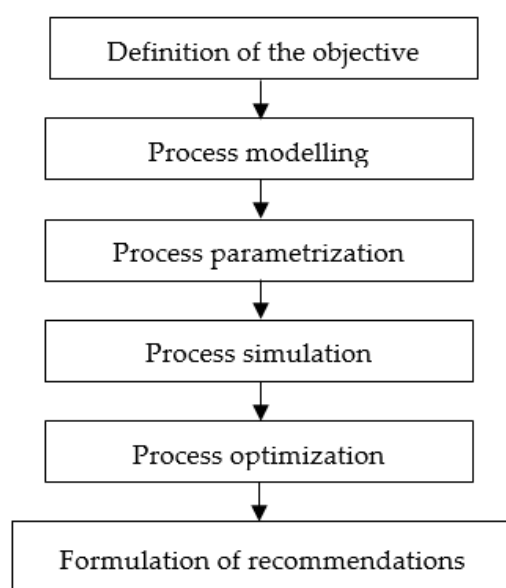 Definition of the objective
Process modelling
Process parametrization
Process simulation
Process optimization
Formulation of recommendations